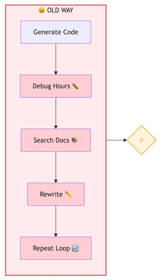 😫 OLD WAY
Generate Code
Debug Hours 🐛
Search Docs 📚
Rewrite ✏️
Repeat Loop 🔄
⚡